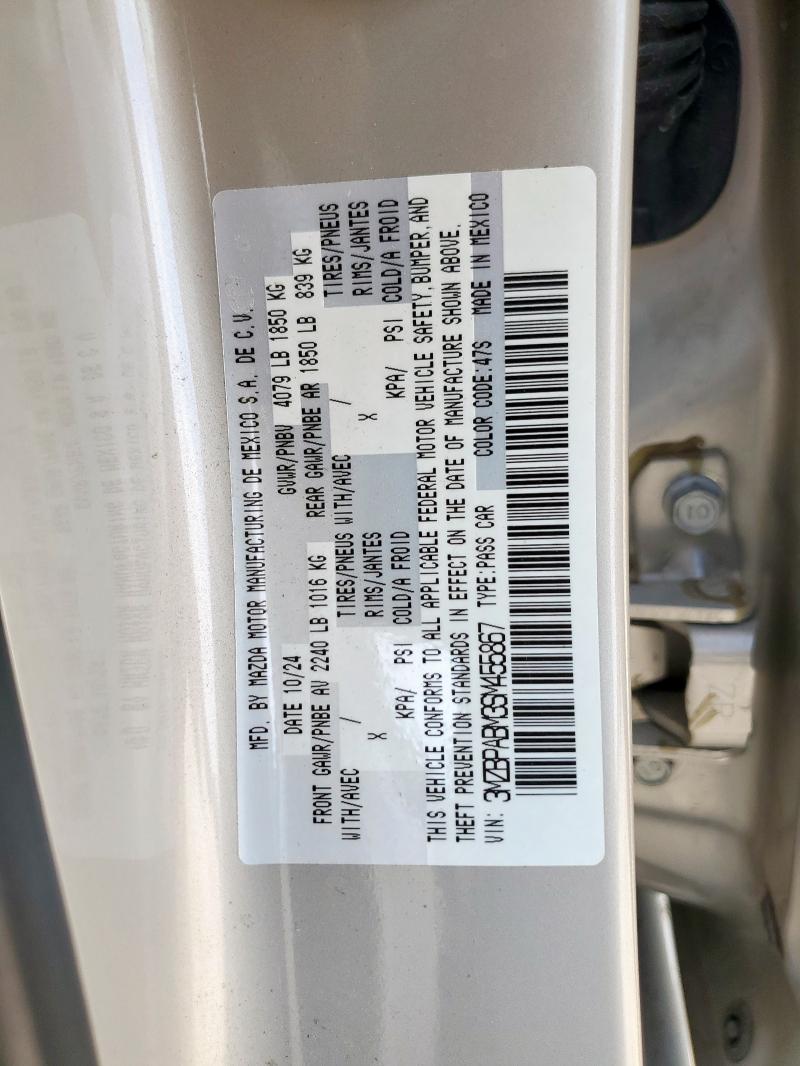 MFD. BY MAZDA MOTOR MANUFACTURING DE MEXICO S.A. DE C.V.
DATE 10/24 GVWR/PNBV 4079 LB 1850 KG
FRONT GAWR/PNBE AV 2240 LB 1016 KG REAR GAWR/PNBE AR 1850 LB 839 KG
WITH/AVEC / TIRES/PNEUS WITH/AVEC / TIRES/PNEUS
X RIMS/JANTES X RIMS/JANTES
KPA/ PSI COLD/A FROID KPA/ PSI COLD/A FROID
THIS VEHICLE CONFORMS TO ALL APPLICABLE FEDERAL MOTOR VEHICLE SAFETY, BUMPER, AND
THEFT PREVENTION STANDARDS IN EFFECT ON THE DATE OF MANUFACTURE SHOWN ABOVE.
VIN: 3MZBPABM3SM455867 TYPE:PASS CAR COLOR CODE:47S MADE IN MEXICO